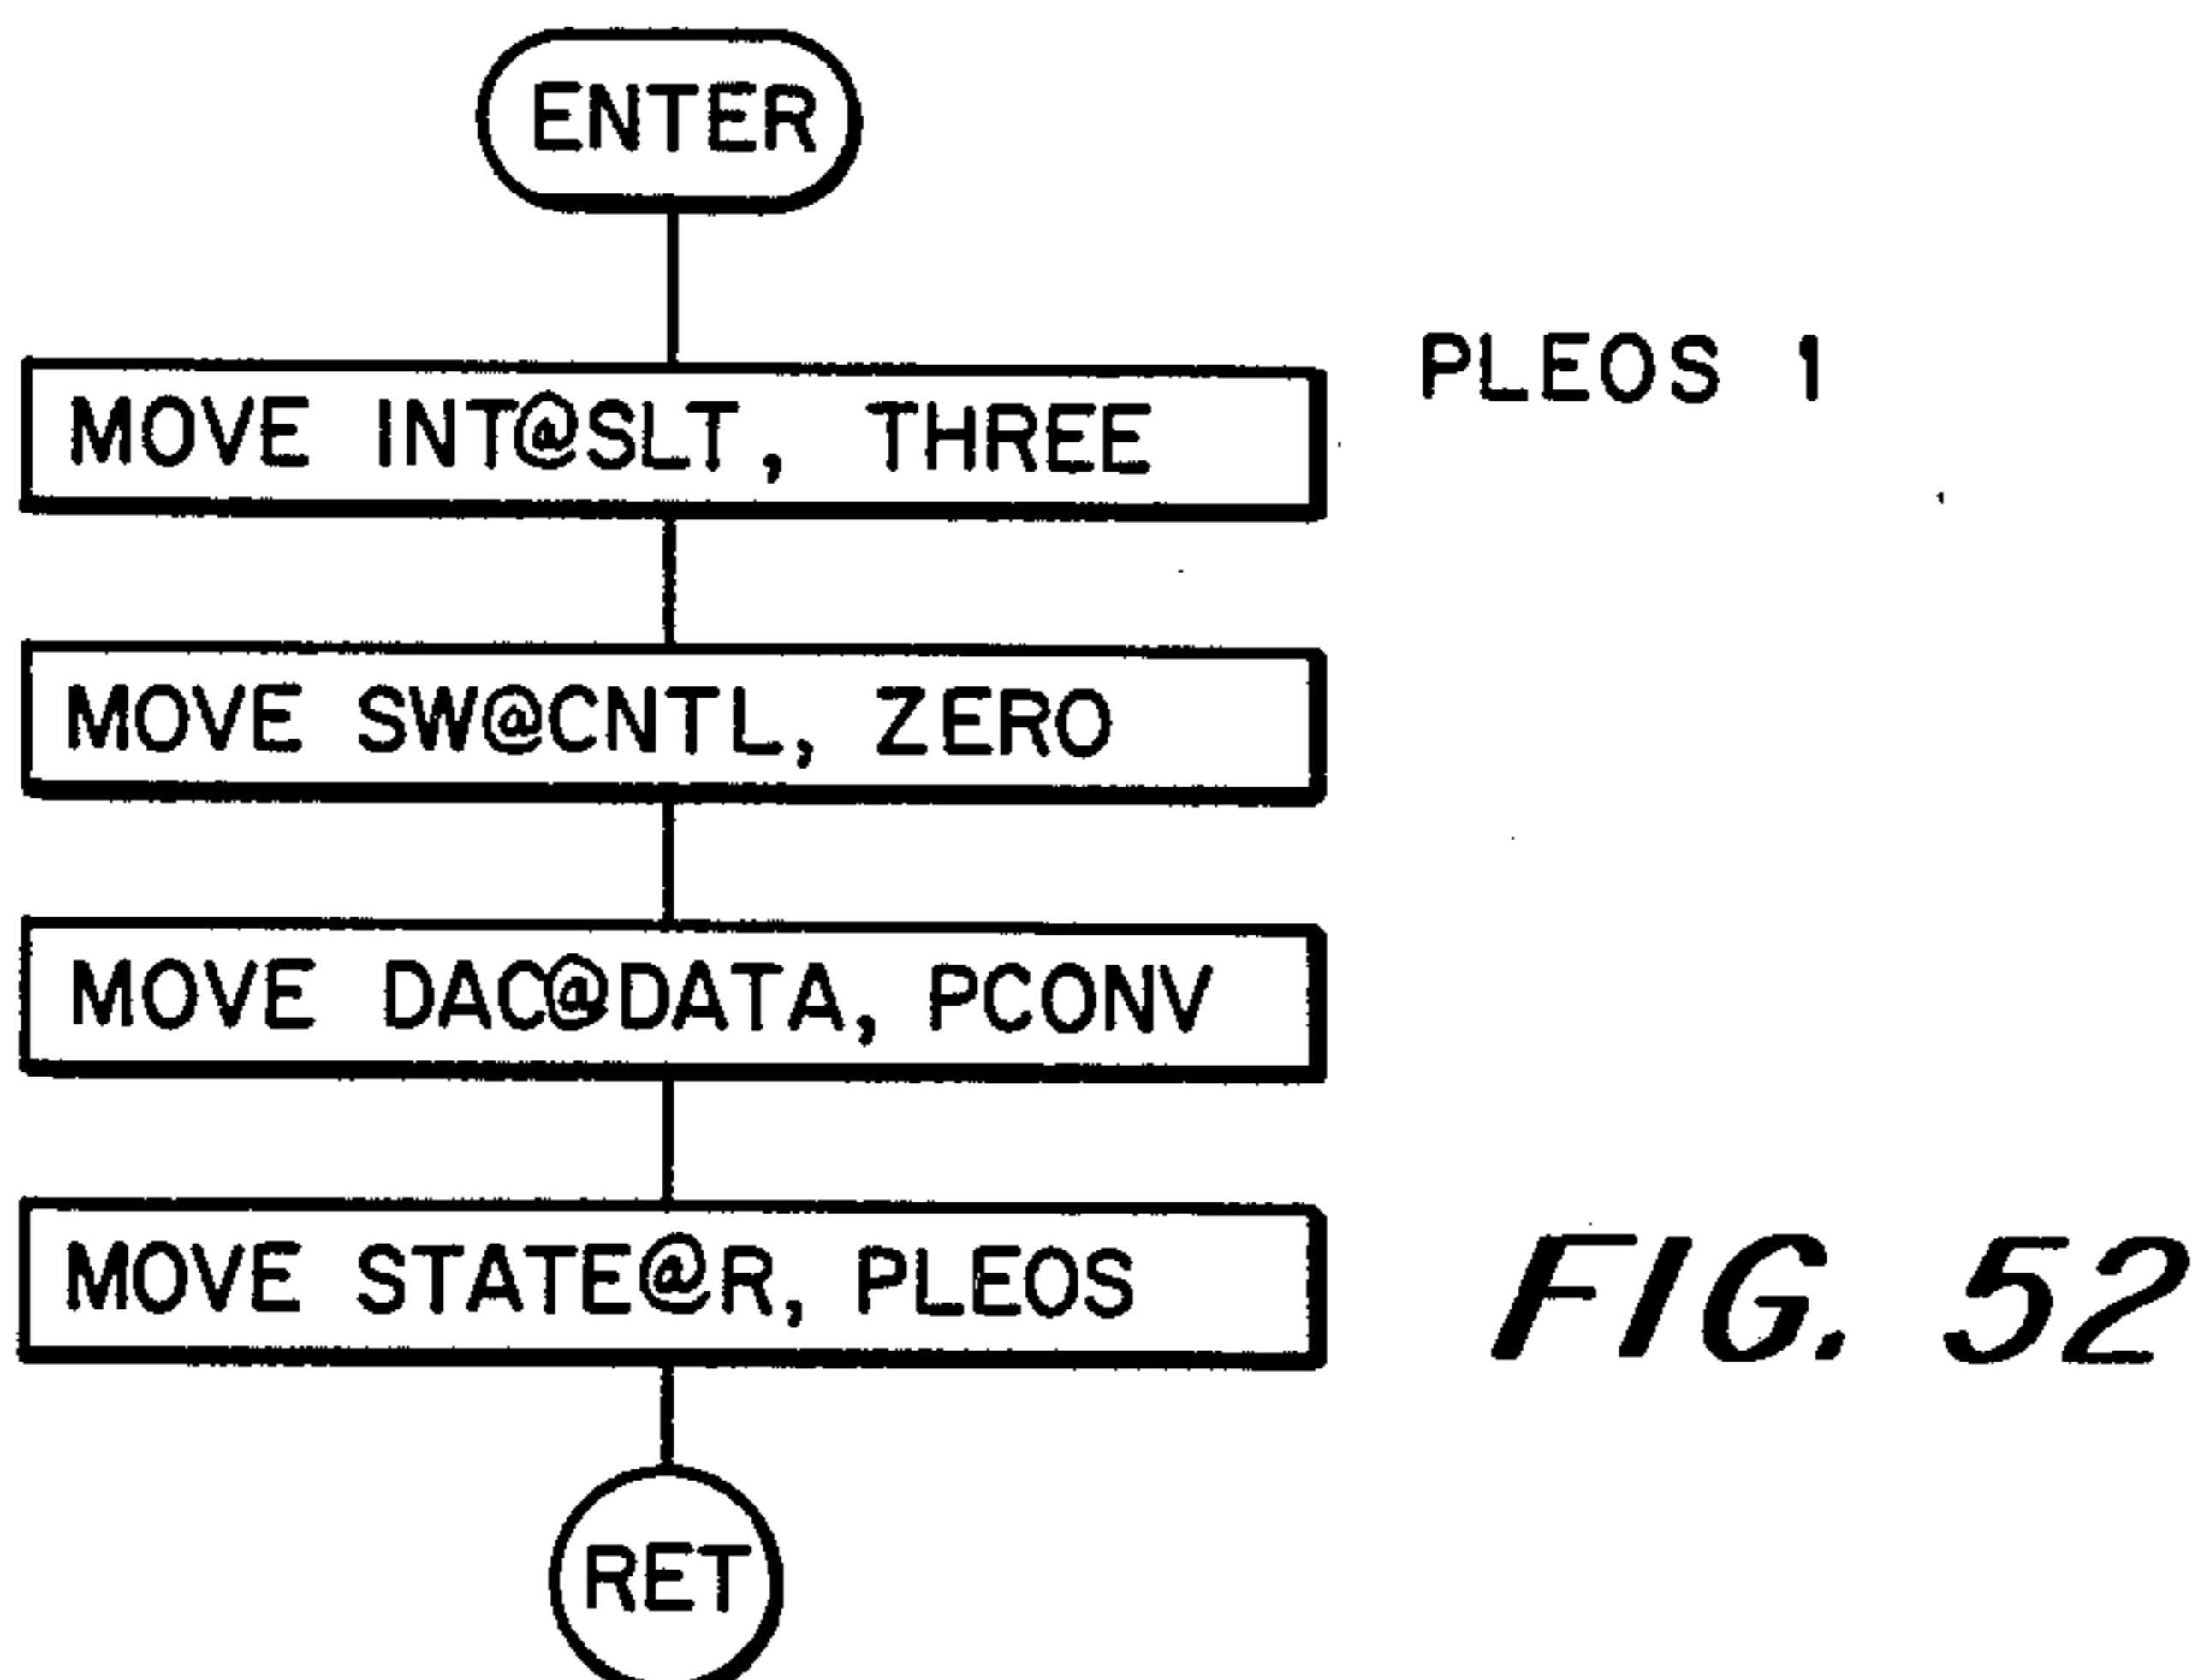 ENTER
PLEOS 1
MOVE INT@SLT, THREE
MOVE SW@CNTL, ZERO
MOVE DAC@DATA, PCONV
MOVE STATE@R, PLEOS
FIG. 52
RET